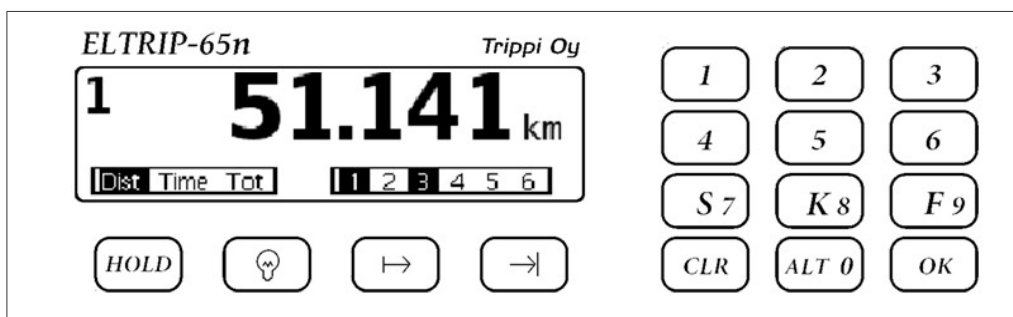 ELTRIP-65n Trippi Oy
1 51.141 km
Dist Time Tot 1 2 3 4 5 6
HOLD
1 2 3
4 5 6
S 7 K 8 F 9
CLR ALT 0 OK